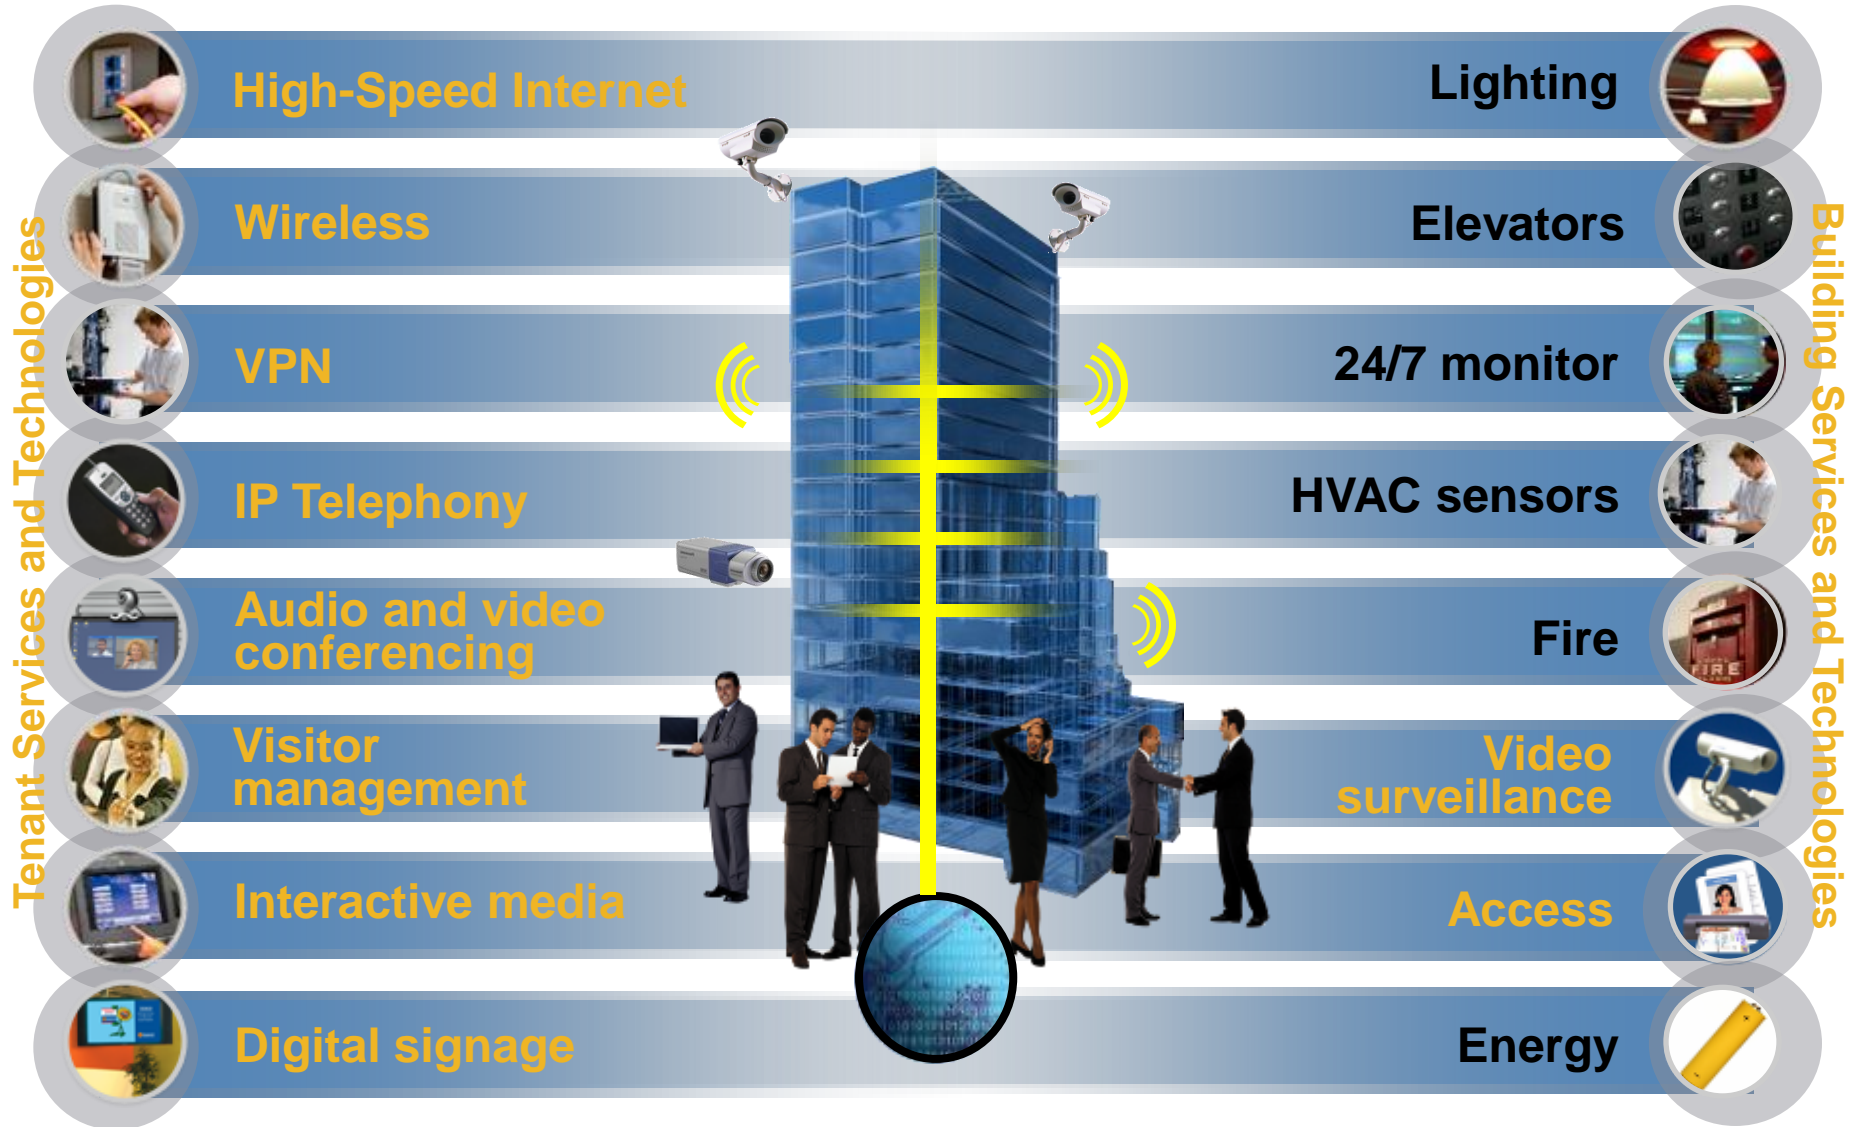 Tenant Services and Technologies
High-Speed Internet
Wireless
VPN
IP Telephony
Audio and video
conferencing
Visitor
management
Interactive media
Digital signage
Lighting
Elevators
24/7 monitor
HVAC sensors
Fire
FIRE
Video
surveillance
Access
Energy
Building Services and Technologies